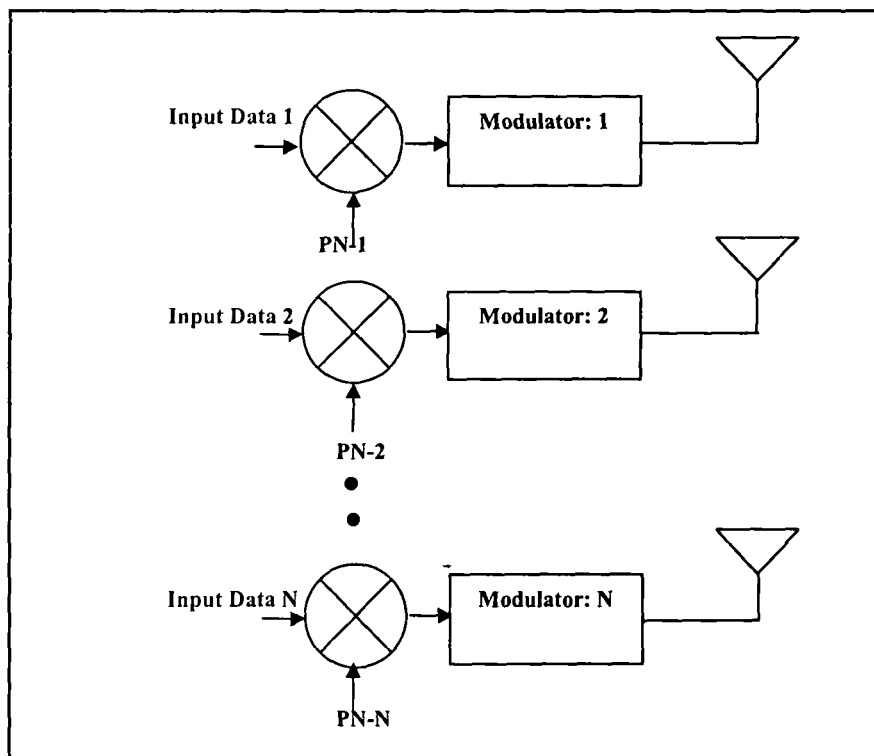 Input Data 1
Modulator: 1
PN-1
Input Data 2
Modulator: 2
PN-2
Input Data N
Modulator: N
PN-N